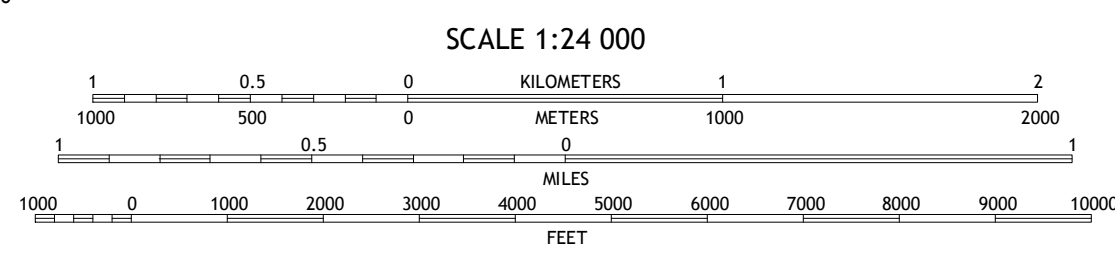 SCALE 1:24 000
1 0.5 0 KILOMETERS 1 2
1000 500 0 METERS 1000 2000
1 0.5 0 1
MILES
1000 0 1000 2000 3000 4000 5000 6000 7000 8000 9000 10000
FEET